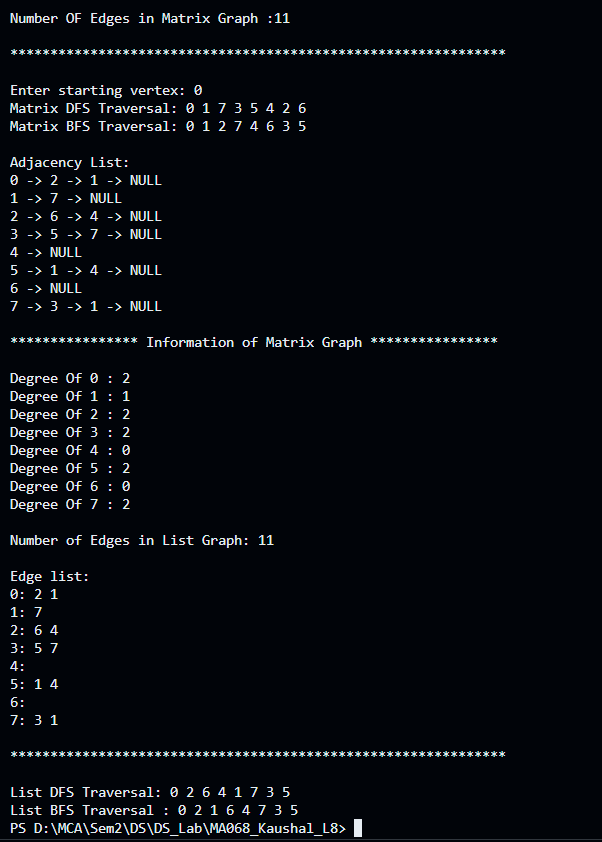 Number OF Edges in Matrix Graph :11
**************************************************************
Enter starting vertex: 0
Matrix DFS Traversal: 0 1 7 3 5 4 2 6
Matrix BFS Traversal: 0 1 2 7 4 6 3 5
Adjacency List:
0 -> 2 -> 1 -> NULL
1 -> 7 -> NULL
2 -> 6 -> 4 -> NULL
3 -> 5 -> 7 -> NULL
4 -> NULL
5 -> 1 -> 4 -> NULL
6 -> NULL
7 -> 3 -> 1 -> NULL
**************** Information of Matrix Graph ****************
Degree Of 0 : 2
Degree Of 1 : 1
Degree Of 2 : 2
Degree Of 3 : 2
Degree Of 4 : 0
Degree Of 5 : 2
Degree Of 6 : 0
Degree Of 7 : 2
Number of Edges in List Graph: 11
Edge list:
0: 2 1
1: 7
2: 6 4
3: 5 7
4:
5: 1 4
6:
7: 3 1
**************************************************************
List DFS Traversal: 0 2 6 4 1 7 3 5
List BFS Traversal : 0 2 1 6 4 7 3 5
PS D:\MCA\Sem2\DS\DS_Lab\MA068_Kaushal_L8>